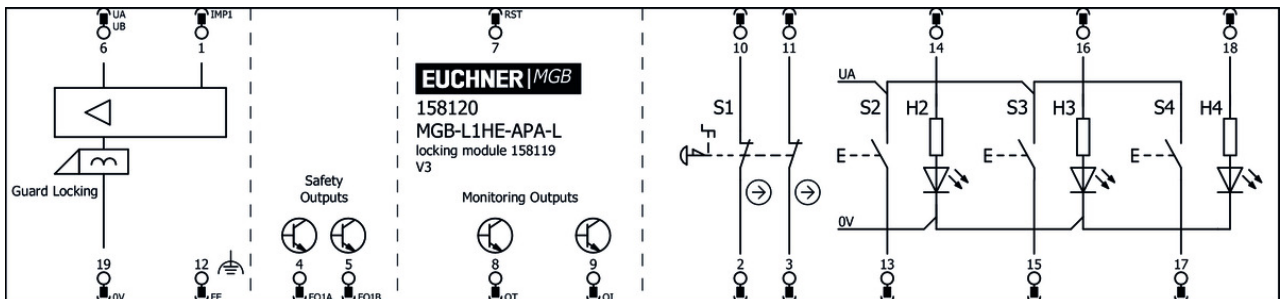 UA
UB
IMP1
RST
6
1
7
10
11
14
16
18
EUCHNER|MGB
158120
MGB-L1HE-APA-L
locking module 158119
V3
UA
S1
S2
H2
S3
H3
S4
H4
E
E
E
Guard Locking
Safety
Outputs
Monitoring Outputs
0V
19
12
4
5
8
9
2
3
13
15
17
0V
FE
FO1A
FO1B
OT
OI